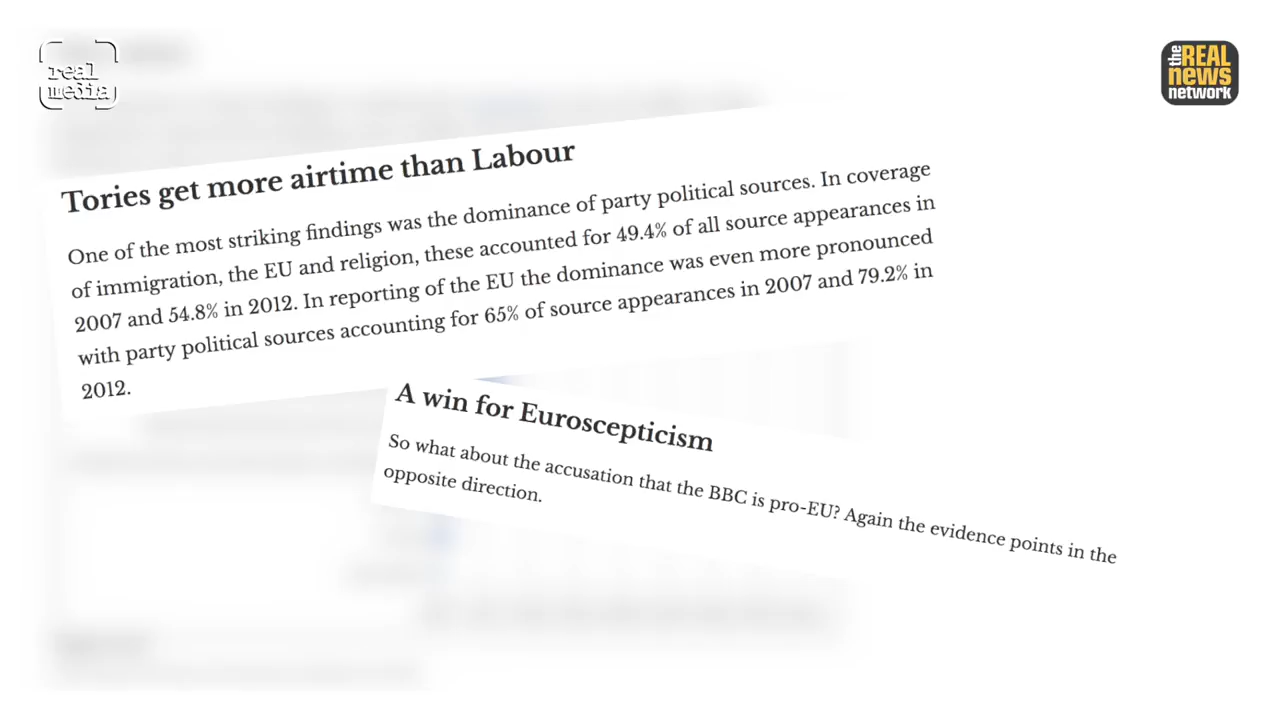 real
media
the REAL
news
network
Tories get more airtime than Labour
One of the most striking findings was the dominance of party political sources. In coverage
of immigration, the EU and religion, these accounted for 49.4% of all source appearances in
2007 and 54.8% in 2012. In reporting of the EU the dominance was even more pronounced
with party political sources accounting for 65% of source appearances in 2007 and 79.2% in
2012.
A win for Euroscepticism
So what about the accusation that the BBC is pro-EU? Again the evidence points in the
opposite direction.